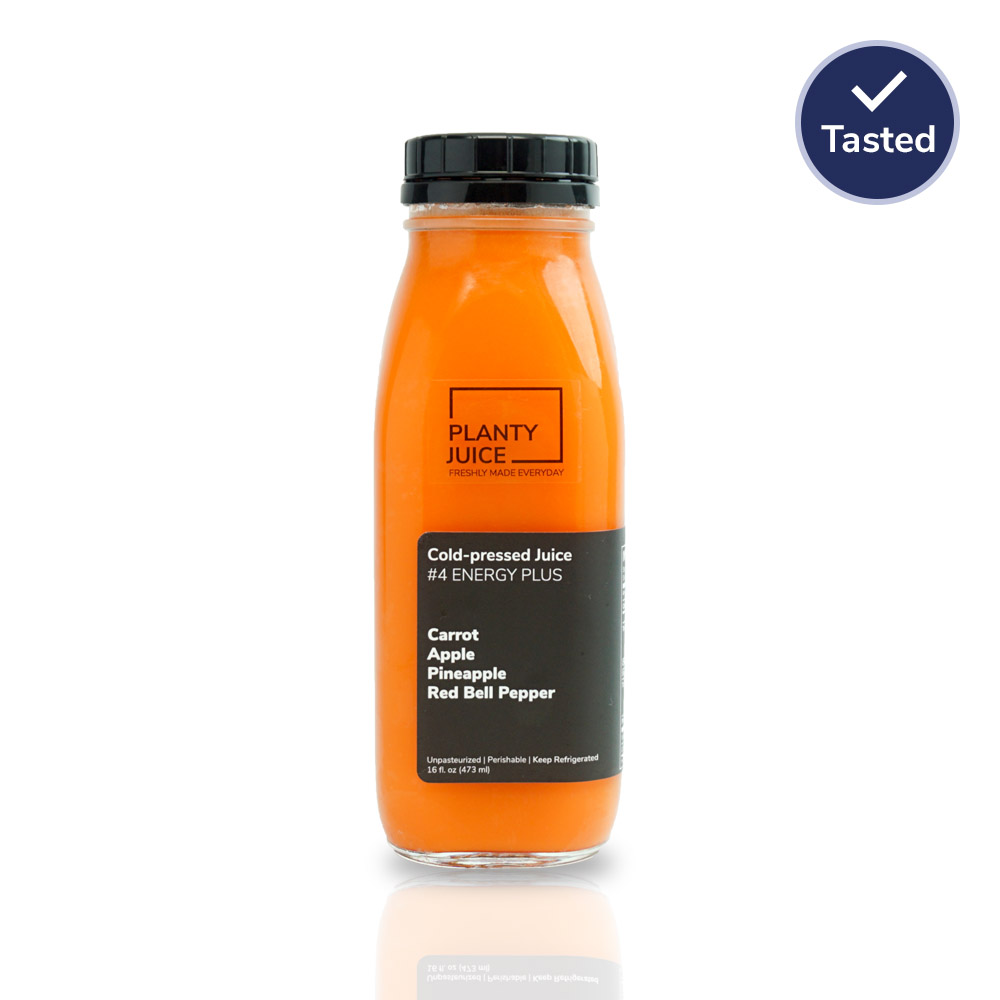 Tasted
PLANTY
JUICE
FRESHLY MADE EVERYDAY
Cold-pressed Juice
#4 ENERGY PLUS
Carrot
Apple
Pineapple
Red Bell Pepper
Unpasteurized | Perishable | Keep Refrigerated
16 fl. oz (473 ml)